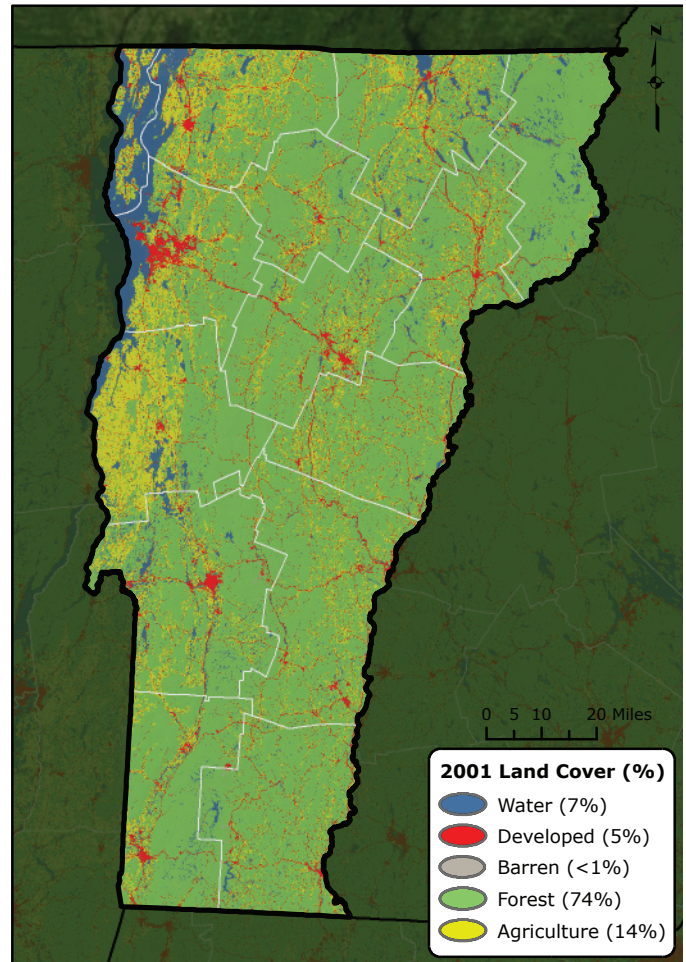 N
0 5 10 20 Miles
2001 Land Cover (%)
Water (7%)
Developed (5%)
Barren (<1%)
Forest (74%)
Agriculture (14%)